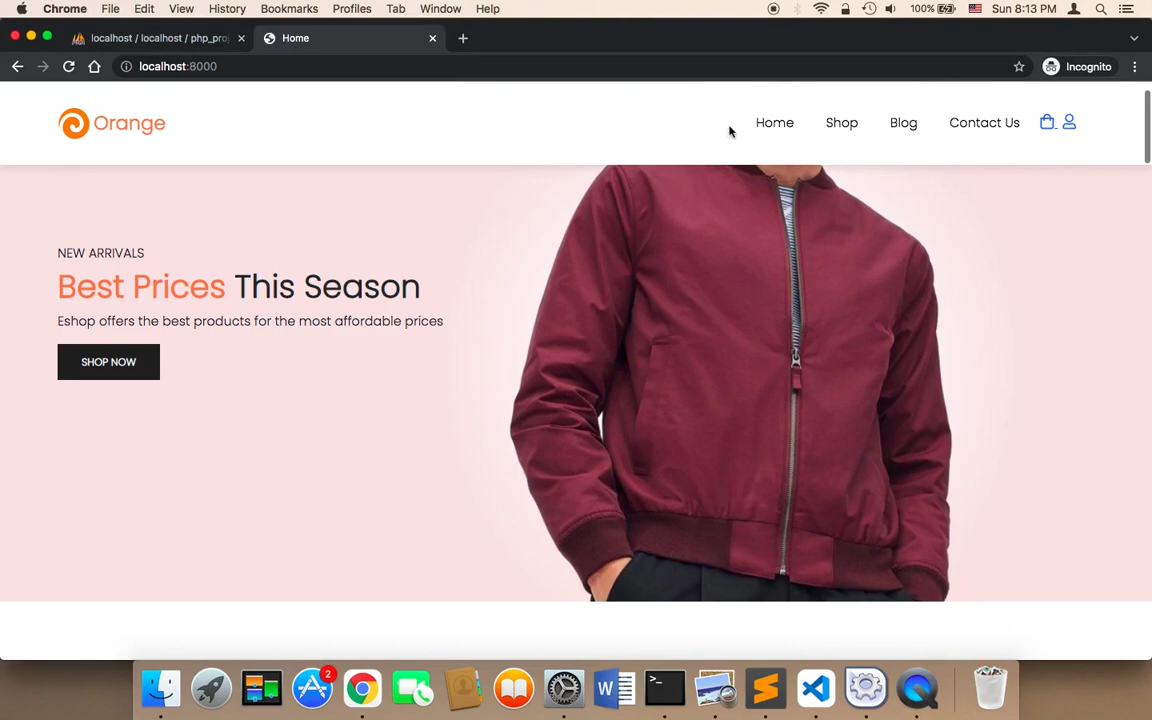 Chrome File Edit View History Bookmarks Profiles Tab Window Help 100% Sun 8:13 PM
localhost / localhost / php_proj Home
localhost:8000 Incognito
Orange Home Shop Blog Contact Us
NEW ARRIVALS
Best Prices This Season
Eshop offers the best products for the most affordable prices
SHOP NOW
2